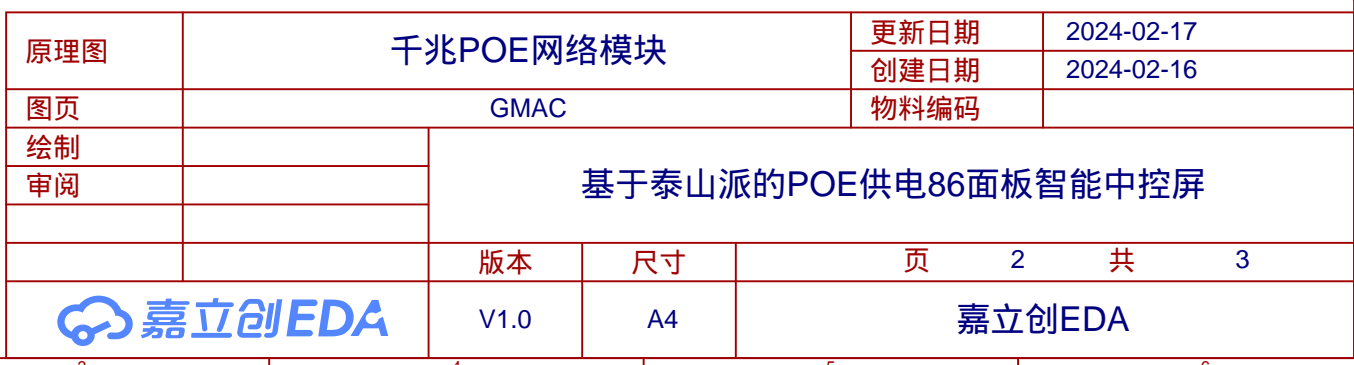 原理图
千兆POE网络模块
更新日期
2024-02-17
创建日期
2024-02-16
图页
GMAC
物料编码
绘制
审阅
基于泰山派的POE供电86面板智能中控屏
版本
尺寸
页 2 共 3
嘉立创EDA
V1.0
A4
嘉立创EDA